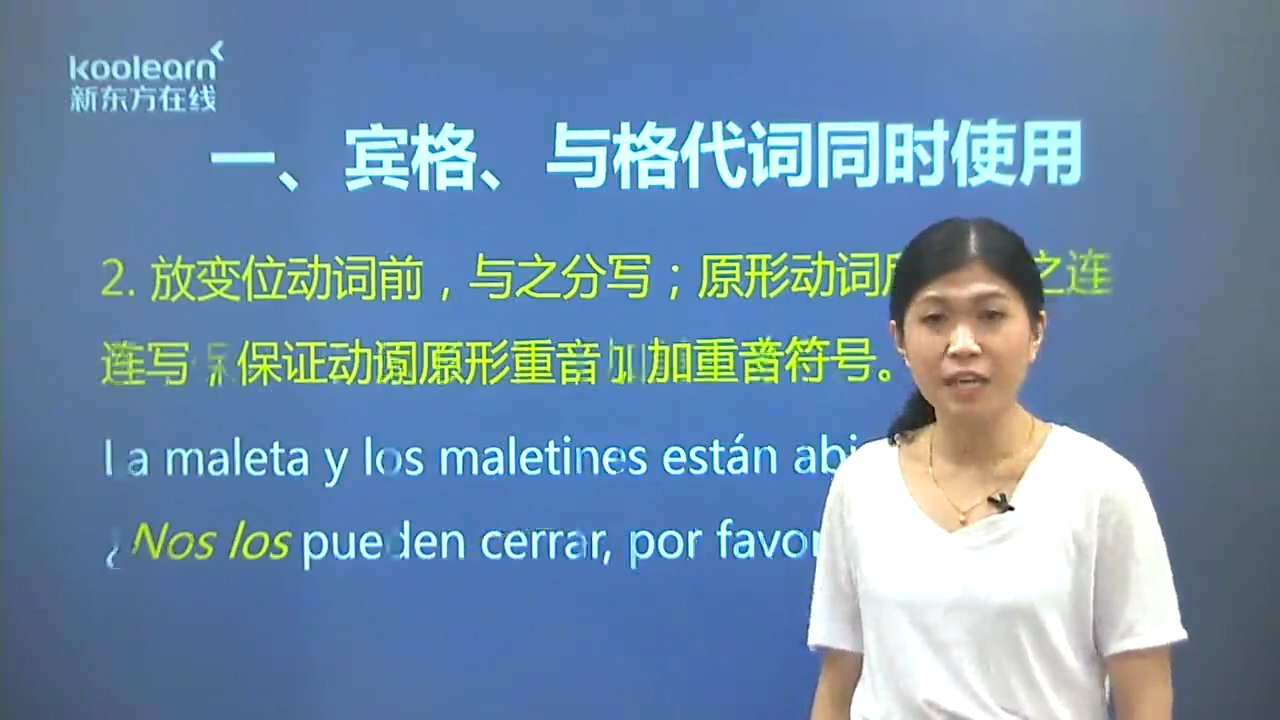 koolearn
新东方在线
一、宾格、与格代词同时使用
2. 放变位动词前，与之分写；原形动词 之连
写，保证动词原形重音，加重音符号。
La maleta y los maletines están
¿Nos los pueden cerrar, por favor